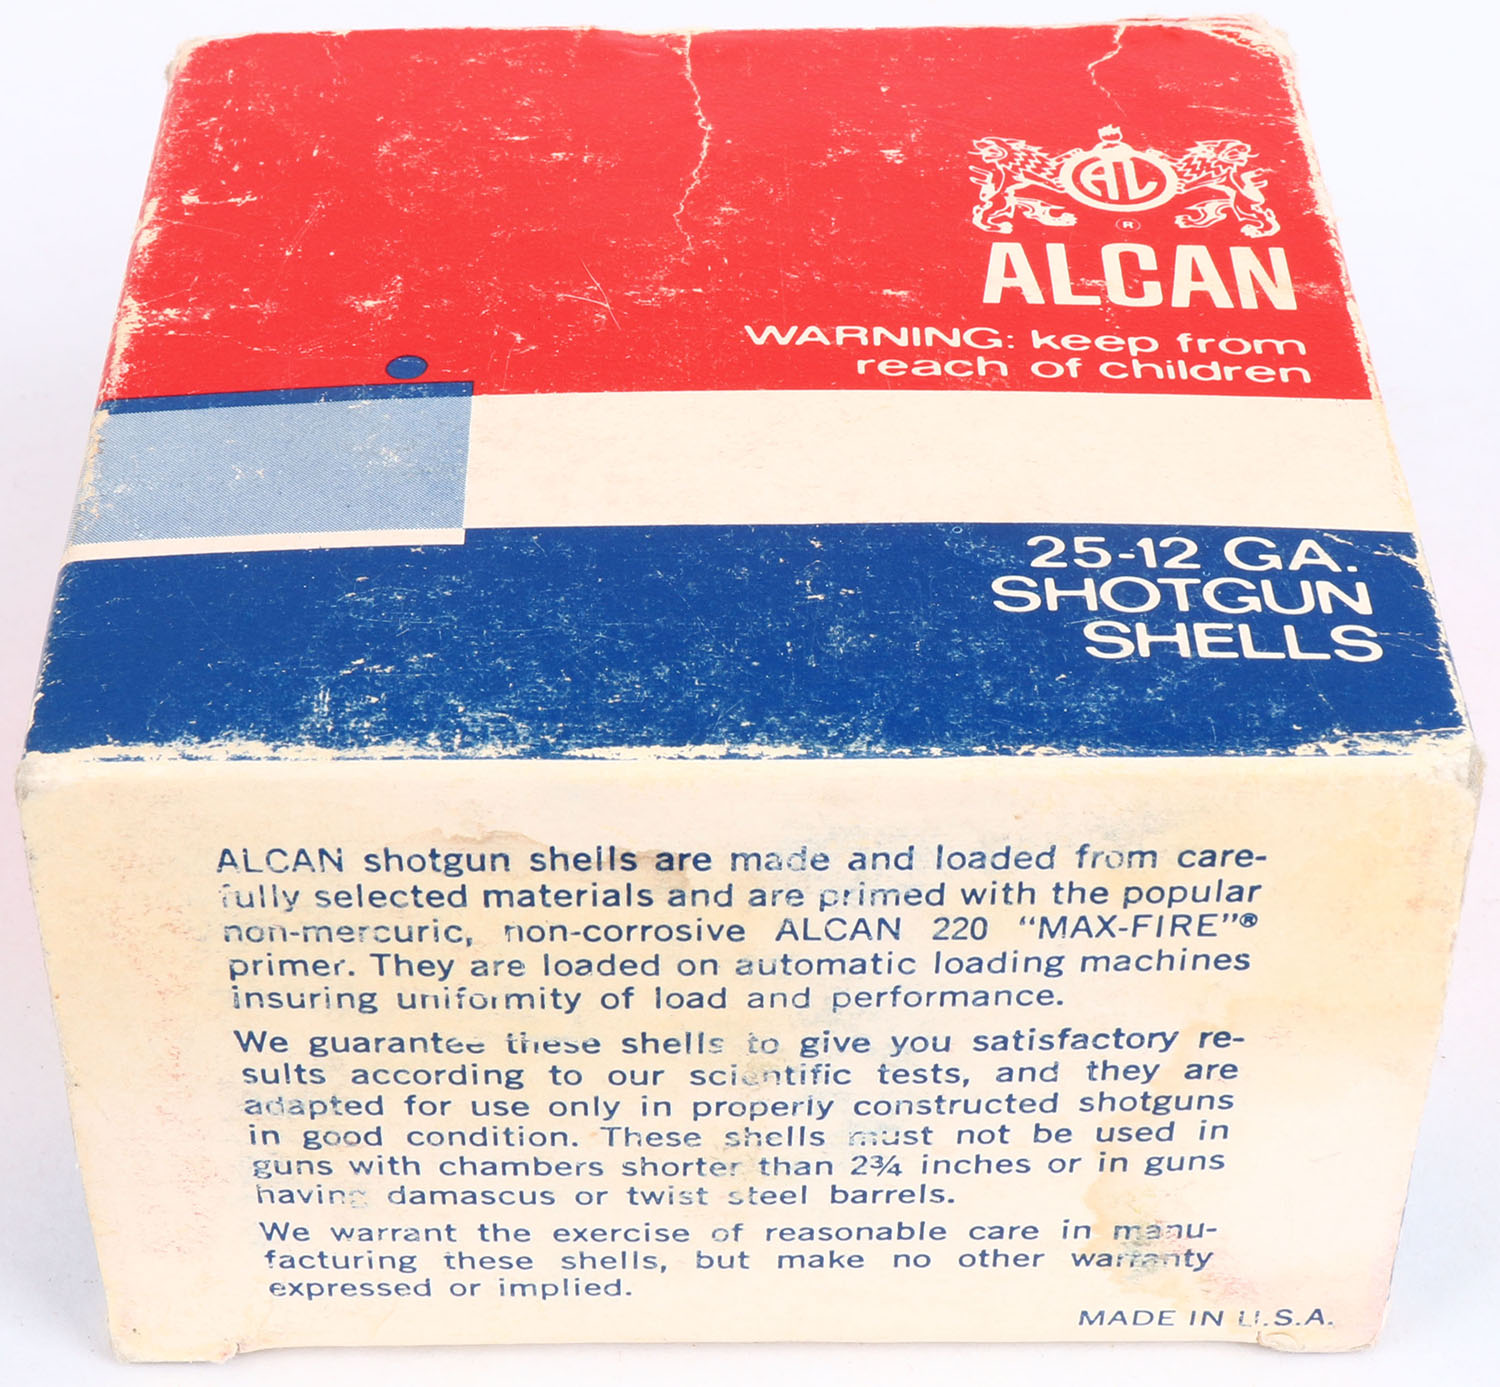 AL
®
ALCAN
WARNING: keep from
reach of children
25-12 GA.
SHOTGUN
SHELLS
ALCAN shotgun shells are made and loaded from care-
fully selected materials and are primed with the popular
non-mercuric, non-corrosive ALCAN 220 “MAX-FIRE”®
primer. They are loaded on automatic loading machines
insuring uniformity of load and performance.
We guarantee these shells to give you satisfactory re-
sults according to our scientific tests, and they are
adapted for use only in properly constructed shotguns
in good condition. These shells must not be used in
guns with chambers shorter than 2¾ inches or in guns
having damascus or twist steel barrels.
We warrant the exercise of reasonable care in manu-
facturing these shells, but make no other warranty
expressed or implied.
MADE IN U.S.A.